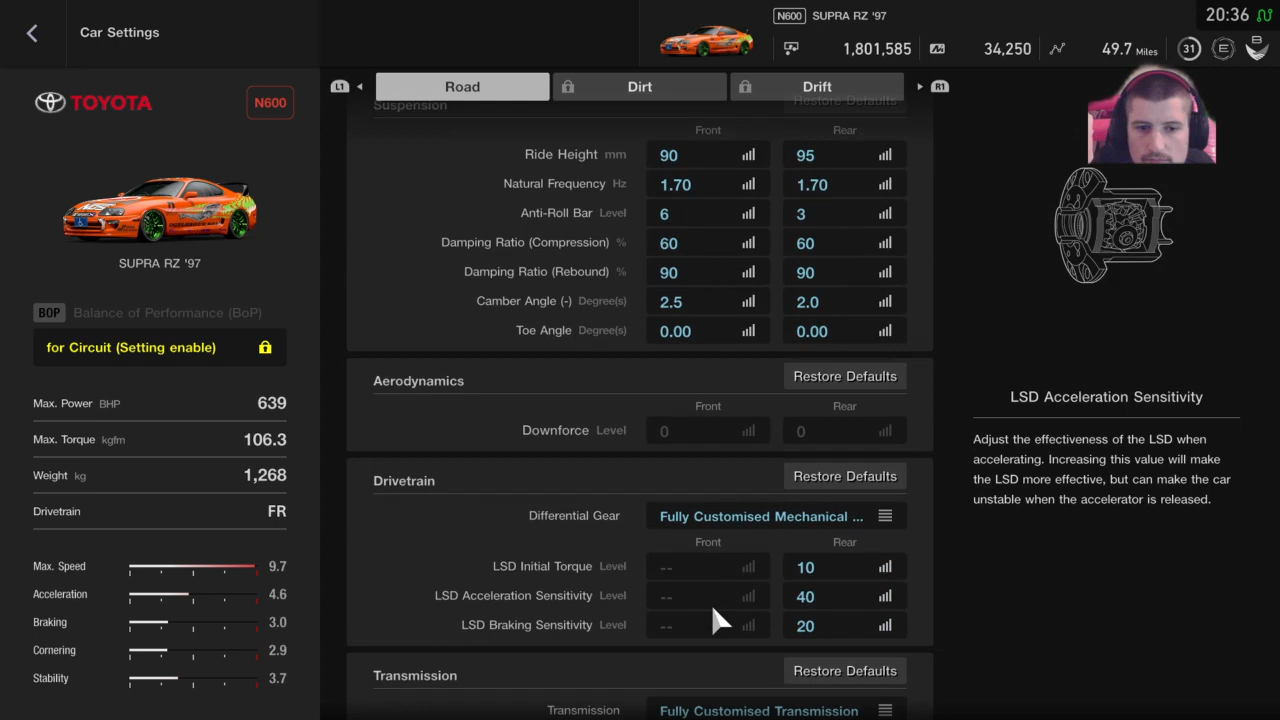 Car Settings
N600 SUPRA RZ '97
20:36
1,801,585
34,250
49.7 Miles
31
E
B
TOYOTA
N600
SUPRA RZ '97
BOP Balance of Performance (BoP)
for Circuit (Setting enable)
Max. Power BHP 639
Max. Torque kgfm 106.3
Weight kg 1,268
Drivetrain FR
Max. Speed 9.7
Acceleration 4.6
Braking 3.0
Cornering 2.9
Stability 3.7
L1 Road Dirt Drift R1
Suspension Restore Defaults
Front Rear
Ride Height mm 90 95
Natural Frequency Hz 1.70 1.70
Anti-Roll Bar Level 6 3
Damping Ratio (Compression) % 60 60
Damping Ratio (Rebound) % 90 90
Camber Angle (-) Degree(s) 2.5 2.0
Toe Angle Degree(s) 0.00 0.00
Aerodynamics Restore Defaults
Front Rear
Downforce Level 0 0
Drivetrain Restore Defaults
Differential Gear Fully Customised Mechanical ...
Front Rear
LSD Initial Torque Level -- 10
LSD Acceleration Sensitivity Level -- 40
LSD Braking Sensitivity Level -- 20
Transmission Restore Defaults
Transmission Fully Customised Transmission
LSD Acceleration Sensitivity
Adjust the effectiveness of the LSD when
accelerating. Increasing this value will make
the LSD more effective, but can make the car
unstable when the accelerator is released.